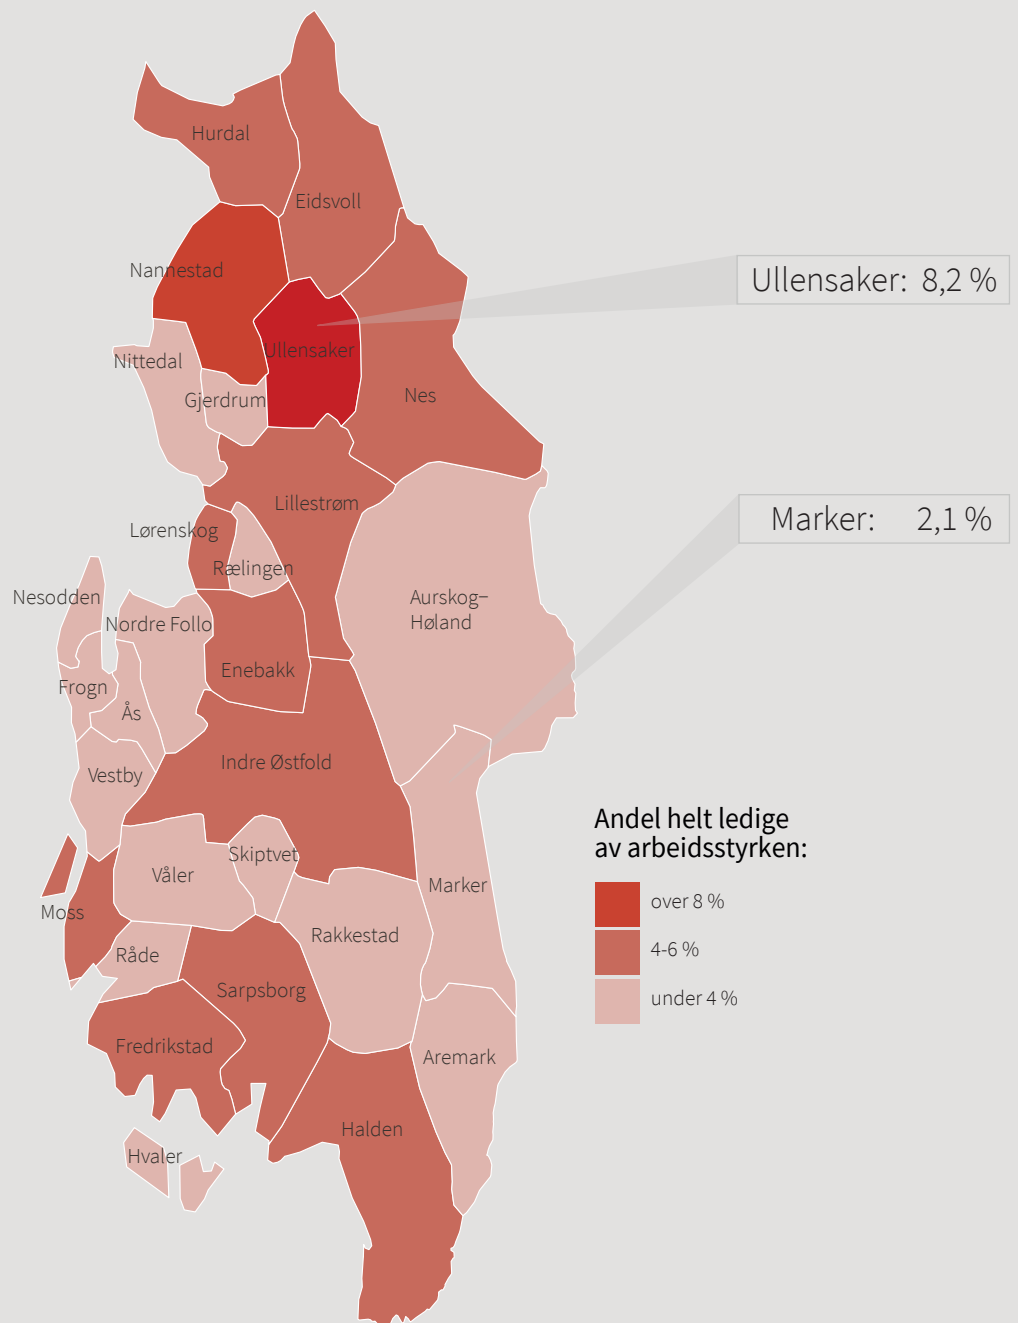 Hurdal
Eidsvoll
Nannestad
Ullensaker: 8,2 %
Ullensaker
Nittedal
Gjerdrum
Nes
Lillestrøm
Marker: 2,1 %
Lørenskog
Rælingen
Nesodden
Aurskog–
Høland
Nordre Follo
Enebakk
Frogn
Ås
Indre Østfold
Vestby
Andel helt ledige
av arbeidsstyrken:
over 8 %
4-6 %
under 4 %
Skiptvet
Våler
Marker
Moss
Rakkestad
Råde
Sarpsborg
Fredrikstad
Aremark
Halden
Hvaler